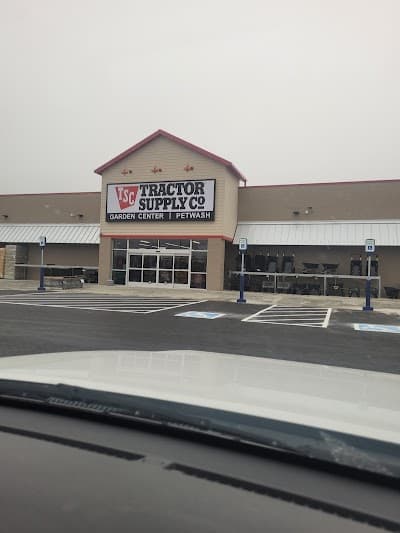 TSC
TRACTOR
SUPPLY CO
GARDEN CENTER | PETWASH